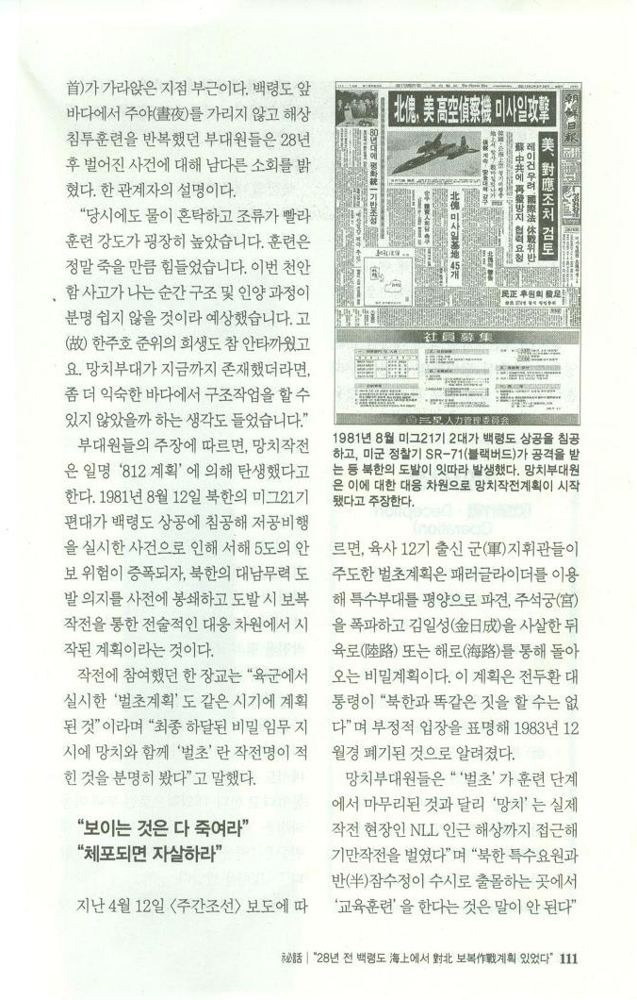 首)가 가라앉은 지점 부근이다. 백령도 앞
바다에서 주야(晝夜)를 가리지 않고 해상
침투훈련을 반복했던 부대원들은 28년
후 벌어진 사건에 대해 남다른 소회를 밝
혔다. 한 관계자의 설명이다.
“당시에도 물이 혼탁하고 조류가 빨라
훈련 강도가 굉장히 높았습니다. 훈련은
정말 죽을 만큼 힘들었습니다. 이번 천안
함 사고가 나는 순간 구조 및 인양 과정이
분명 쉽지 않을 것이라 예상했습니다. 고
(故) 한주호 준위의 희생도 참 안타까웠고
요. 망치부대가 지금까지 존재했더라면,
좀 더 익숙한 바다에서 구조작업을 할 수
있지 않았을까 하는 생각도 들었습니다.”
부대원들의 주장에 따르면, 망치작전
은 일명 ‘812 계획’에 의해 탄생했다고
한다. 1981년 8월 12일 북한의 미그21기
편대가 백령도 상공에 침공해 저공비행
을 실시한 사건으로 인해 서해 5도의 안
보 위험이 증폭되자, 북한의 대남무력 도
발 의지를 사전에 봉쇄하고 도발 시 보복
작전을 통한 전술적인 대응 차원에서 시
작된 계획이라는 것이다.
작전에 참여했던 한 장교는 “육군에서
실시한 ‘벌초계획’도 같은 시기에 계획
된 것”이라며 “최종 하달된 비밀 임무 지
시에 망치와 함께 ‘벌초’란 작전명이 적
힌 것을 분명히 봤다”고 말했다.
“보이는 것은 다 죽여라”
“체포되면 자살하라”
지난 4월 12일 〈주간조선〉 보도에 따
朝鮮日報
北傀, 美 高空偵察機 미사일攻擊
美, 對應조처 검토
레이건 우려 國際法 休戰위반
蘇·中共에 再發방지 협력요청
80년대에 평화統一기반조성
北傀 미사일基地 45개
民正 후원의 發足
社員募集
三星 人力管理委員会
1981년 8월 미그21기 2대가 백령도 상공을 침공
하고, 미군 정찰기 SR-71(블랙버드)가 공격을 받
는 등 북한의 도발이 잇따라 발생했다. 망치부대원
은 이에 대한 대응 차원으로 망치작전계획이 시작
됐다고 주장한다.
르면, 육사 12기 출신 군(軍)지휘관들이
주도한 벌초계획은 패러글라이더를 이용
해 특수부대를 평양으로 파견, 주석궁(宮)
을 폭파하고 김일성(金日成)을 사살한 뒤
육로(陸路) 또는 해로(海路)를 통해 돌아
오는 비밀계획이다. 이 계획은 전두환 대
통령이 “북한과 똑같은 짓을 할 수는 없
다”며 부정적 입장을 표명해 1983년 12
월경 폐기된 것으로 알려졌다.
망치부대원들은 “ ‘벌초’가 훈련 단계
에서 마무리된 것과 달리 ‘망치’는 실제
작전 현장인 NLL 인근 해상까지 접근해
기만작전을 벌였다”며 “북한 특수요원과
반(半)잠수정이 수시로 출몰하는 곳에서
‘교육훈련’을 한다는 것은 말이 안 된다”
祕話 | “28년 전 백령도 海上에서 對北 보복作戰계획 있었다” 111